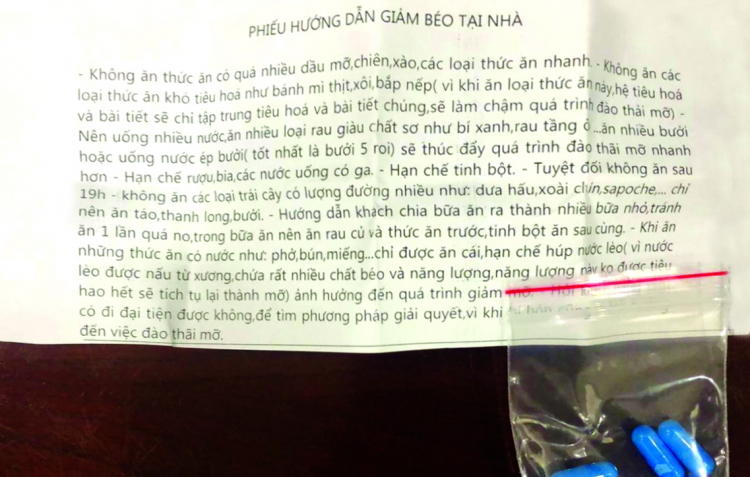 PHIẾU HƯỚNG DẪN GIẢM BÉO TẠI NHÀ
- Không ăn thức ăn có quá nhiều dầu mỡ,chiên,xào,các loại thức ăn nhanh. - Không ăn các
loại thức ăn khó tiêu hoá như bánh mì thịt,xôi,bắp nếp( vì khi ăn loại thức ăn này,hệ tiêu hoá
và bài tiết sẽ chỉ tập trung tiêu hoá và bài tiết chúng,sẽ làm chậm quá trình đào thải mỡ) -
Nên uống nhiều nước,ăn nhiều loại rau giàu chất sơ như bí xanh,rau tầng ô...ăn nhiều bưởi
hoặc uống nước ép bưởi( tốt nhất là bưởi 5 roi) sẽ thúc đẩy quá trình đào thải mỡ nhanh
hơn - Hạn chế rượu,bia,các nước uống có ga. - Hạn chế tinh bột. - Tuyệt đối không ăn sau
19h - không ăn các loại trái cây có lượng đường nhiều như: dưa hấu,xoài chín,sapoche,... chỉ
nên ăn táo,thanh long,bưởi. - Hướng dẫn khách chia bữa ăn ra thành nhiều bữa nhỏ,tránh
ăn 1 lần quá no,trong bữa ăn nên ăn rau củ và thức ăn trước,tinh bột ăn sau cùng. - Khi ăn
những thức ăn có nước như: phở,bún,miếng...chỉ được ăn cái,hạn chế húp nước lèo( vì nước
lèo được nấu từ xương,chứa rất nhiều chất béo và năng lượng,năng lượng này ko được tiêu
hao hết sẽ tích tụ lại thành mỡ) ảnh hưởng đến quá trình giảm mỡ. - Hỏi
có đi đại tiện được không,để tìm phương pháp giải quyết,vì khi
đến việc đào thãi mỡ.